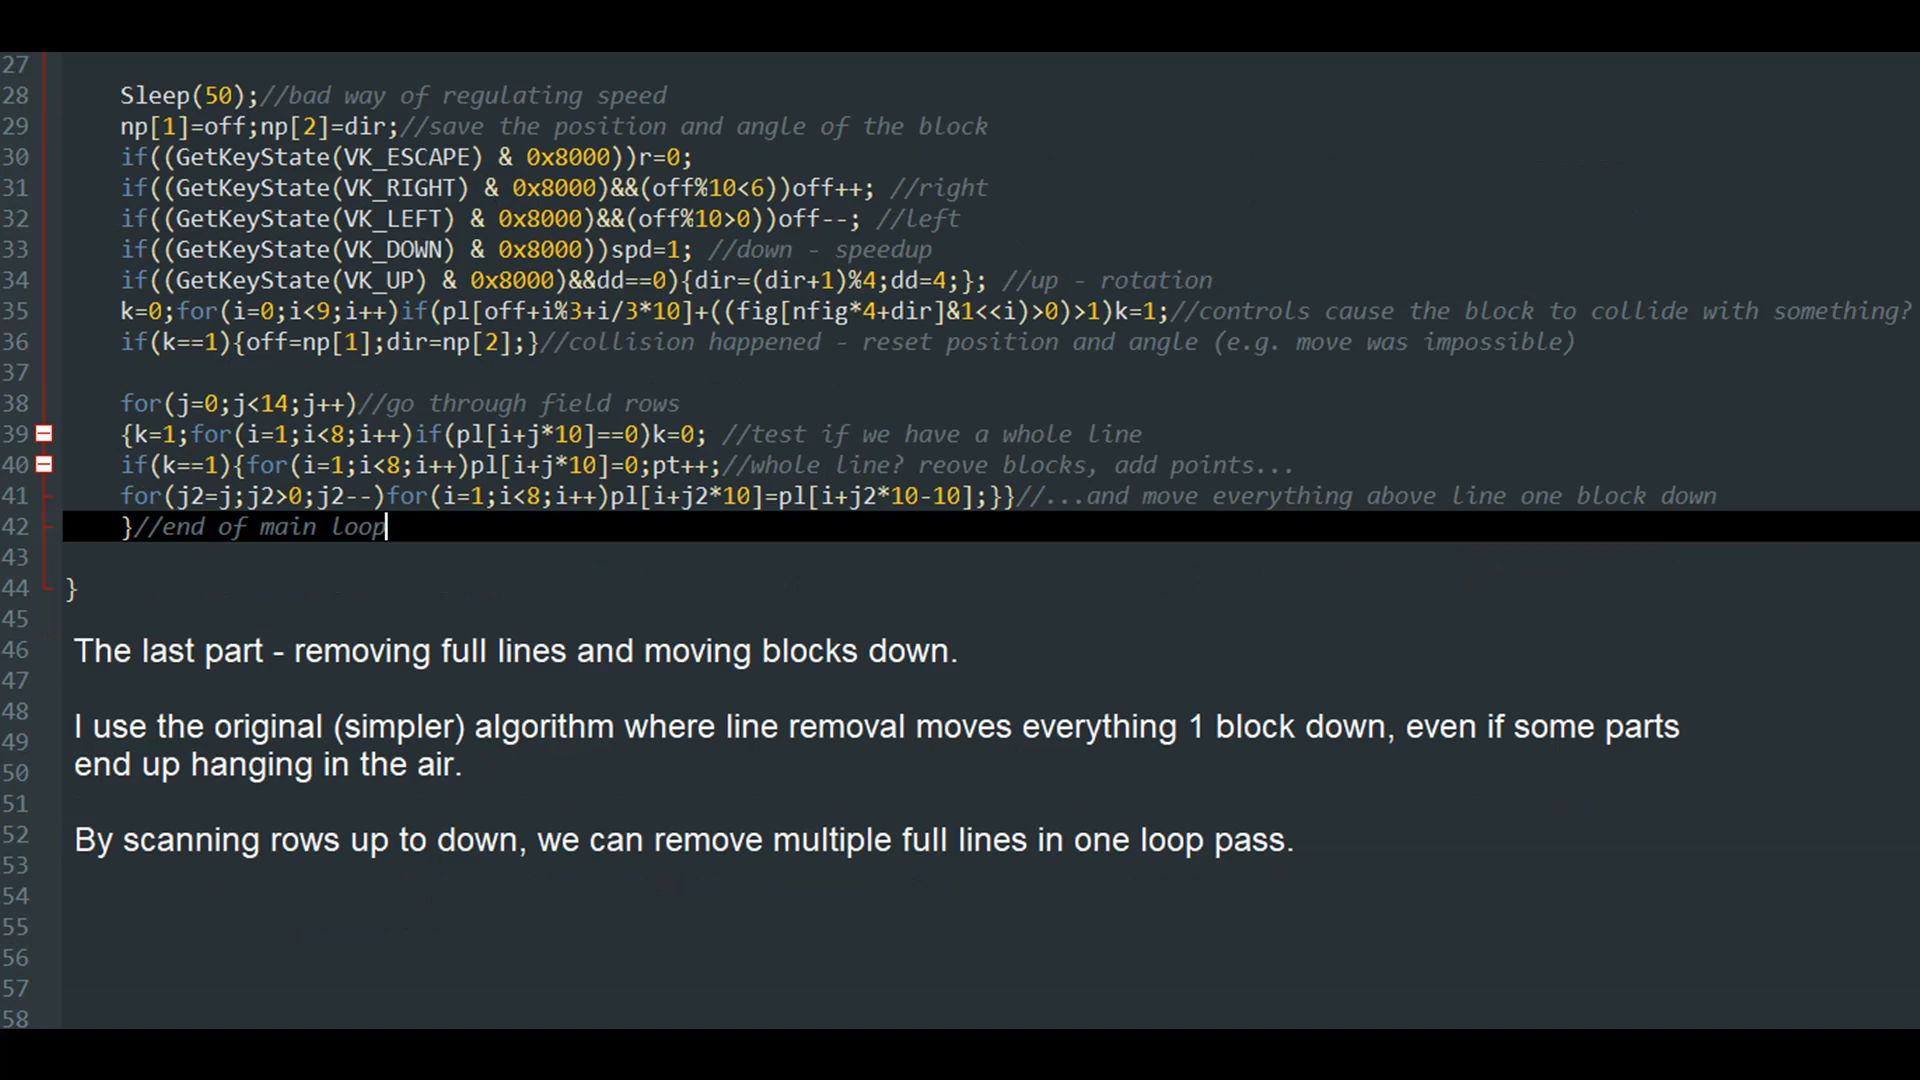 27
28 Sleep(50);//bad way of regulating speed
29 np[1]=off;np[2]=dir;//save the position and angle of the block
30 if((GetKeyState(VK_ESCAPE) & 0x8000))r=0;
31 if((GetKeyState(VK_RIGHT) & 0x8000)&&(off%10<6))off++; //right
32 if((GetKeyState(VK_LEFT) & 0x8000)&&(off%10>0))off--; //left
33 if((GetKeyState(VK_DOWN) & 0x8000))spd=1; //down - speedup
34 if((GetKeyState(VK_UP) & 0x8000)&&dd==0){dir=(dir+1)%4;dd=4;}; //up - rotation
35 k=0;for(i=0;i<9;i++)if(pl[off+i%3+i/3*10]+((fig[nfig*4+dir]&1<<i)>0)>1)k=1;//controls cause the block to collide with something?
36 if(k==1){off=np[1];dir=np[2];}//collision happened - reset position and angle (e.g. move was impossible)
37
38 for(j=0;j<14;j++)//go through field rows
39 {k=1;for(i=1;i<8;i++)if(pl[i+j*10]==0)k=0; //test if we have a whole line
40 if(k==1){for(i=1;i<8;i++)pl[i+j*10]=0;pt++;//whole line? reove blocks, add points...
41 for(j2=j;j2>0;j2--)for(i=1;i<8;i++)pl[i+j2*10]=pl[i+j2*10-10];}}//...and move everything above line one block down
42 }//end of main loop
43
44 }
45
46 The last part - removing full lines and moving blocks down.
47
48 I use the original (simpler) algorithm where line removal moves everything 1 block down, even if some parts
49
50 end up hanging in the air.
51
52 By scanning rows up to down, we can remove multiple full lines in one loop pass.
53
54
55
56
57
58